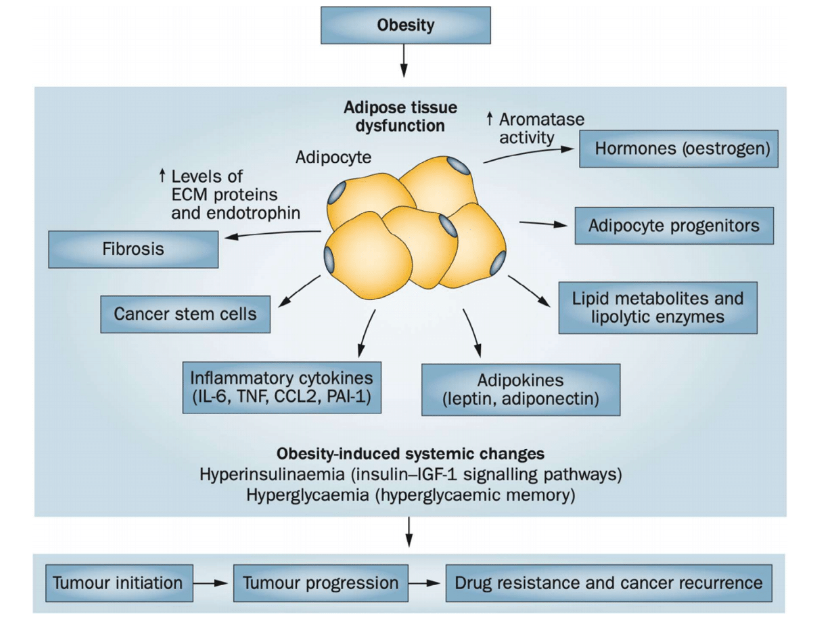 Obesity
Adipose tissue
dysfunction
↑ Aromatase
activity
Hormones (oestrogen)
Adipocyte
↑ Levels of
ECM proteins
and endotrophin
Adipocyte progenitors
Fibrosis
Lipid metabolites and
lipolytic enzymes
Cancer stem cells
Inflammatory cytokines
(IL-6, TNF, CCL2, PAI-1)
Adipokines
(leptin, adiponectin)
Obesity-induced systemic changes
Hyperinsulinaemia (insulin–IGF-1 signalling pathways)
Hyperglycaemia (hyperglycaemic memory)
Tumour initiation
Tumour progression
Drug resistance and cancer recurrence